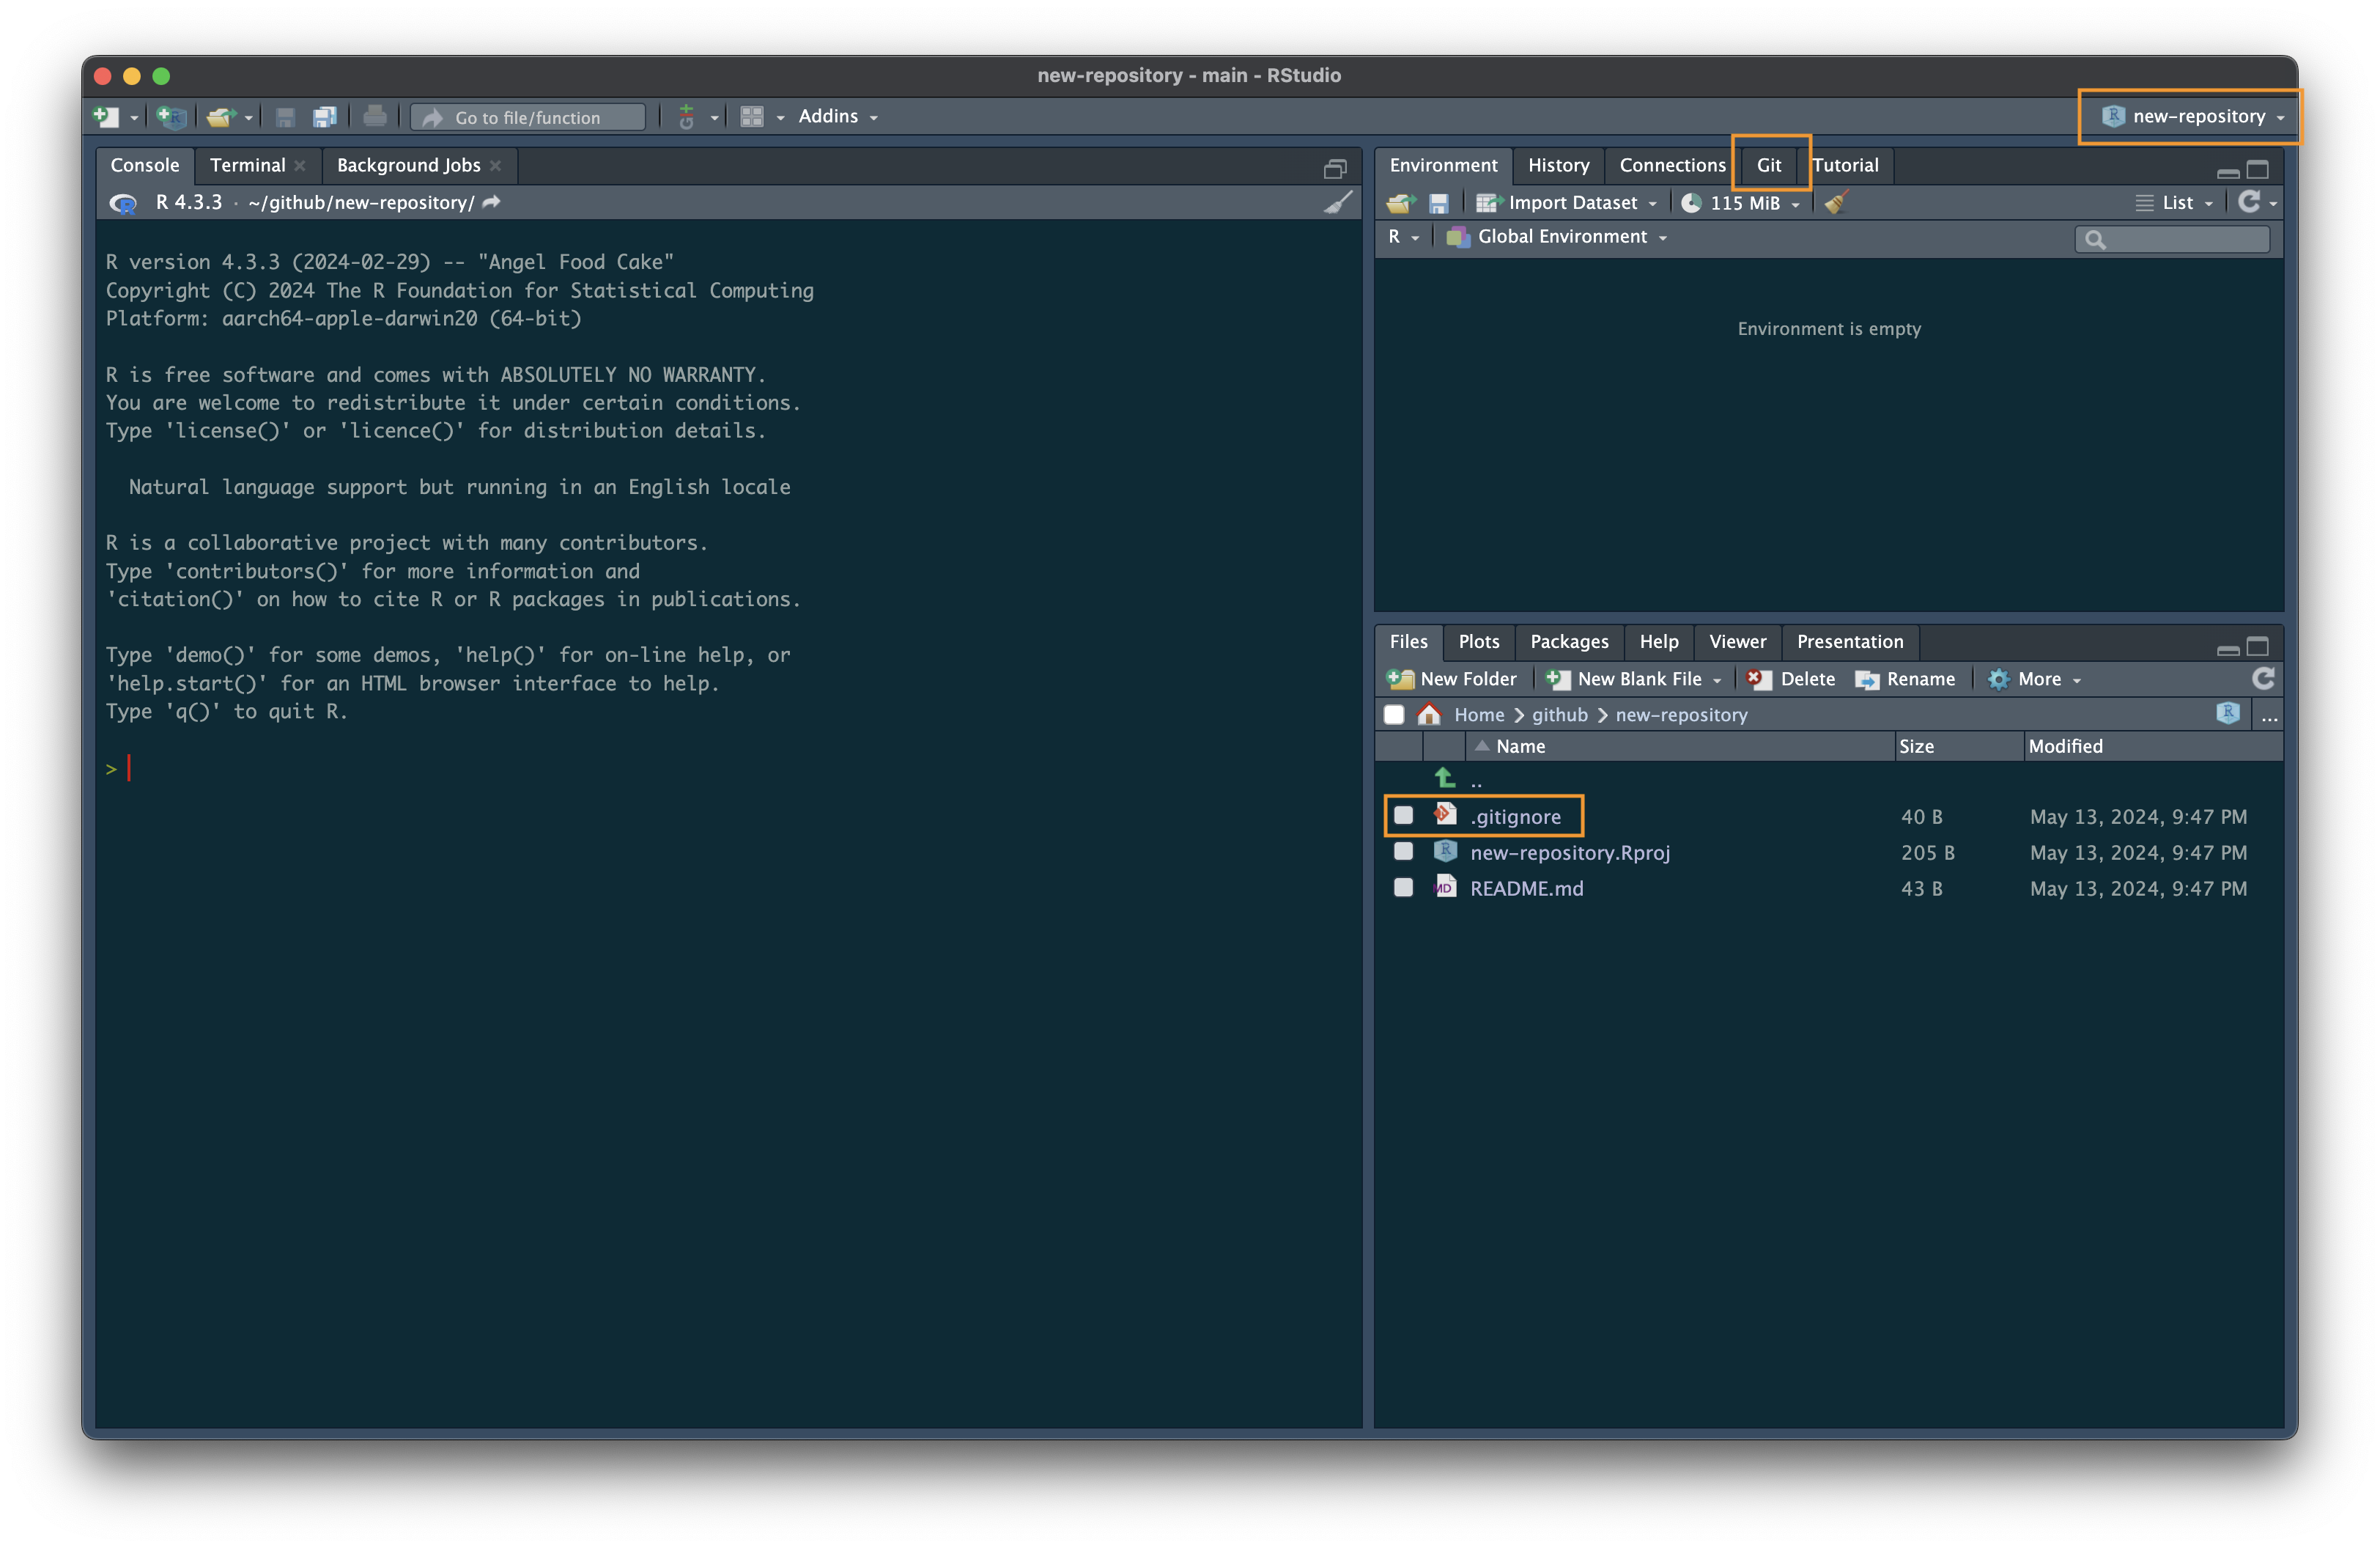 new-repository - main - RStudio
Go to file/function
Addins
new-repository
Console Terminal Background Jobs
R 4.3.3 · ~/github/new-repository/
R version 4.3.3 (2024-02-29) -- "Angel Food Cake"
Copyright (C) 2024 The R Foundation for Statistical Computing
Platform: aarch64-apple-darwin20 (64-bit)
R is free software and comes with ABSOLUTELY NO WARRANTY.
You are welcome to redistribute it under certain conditions.
Type 'license()' or 'licence()' for distribution details.
Natural language support but running in an English locale
R is a collaborative project with many contributors.
Type 'contributors()' for more information and
'citation()' on how to cite R or R packages in publications.
Type 'demo()' for some demos, 'help()' for on-line help, or
'help.start()' for an HTML browser interface to help.
Type 'q()' to quit R.
>
Environment History Connections Git Tutorial
Import Dataset 115 MiB List
R Global Environment
Environment is empty
Files Plots Packages Help Viewer Presentation
New Folder New Blank File Delete Rename More
Home github new-repository ...
Name Size Modified
..
.gitignore 40 B May 13, 2024, 9:47 PM
new-repository.Rproj 205 B May 13, 2024, 9:47 PM
README.md 43 B May 13, 2024, 9:47 PM